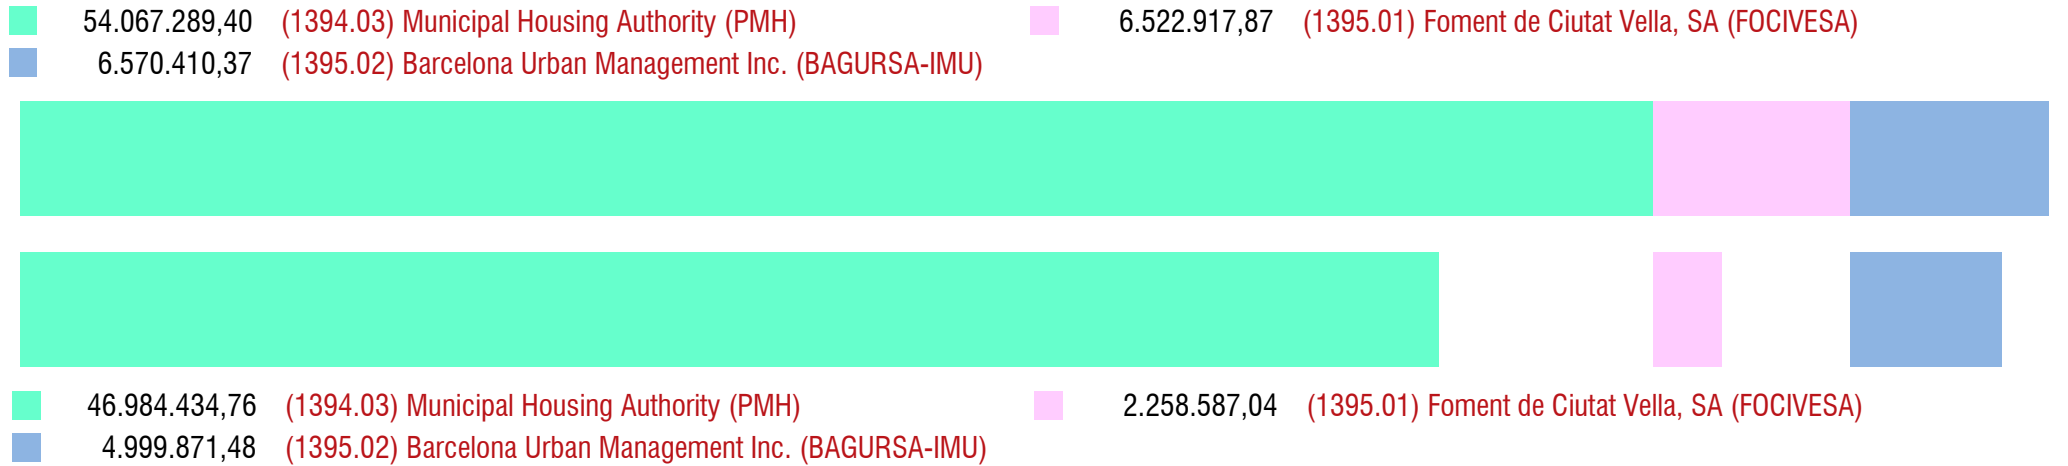 54.067.289,40 (1394.03) Municipal Housing Authority (PMH) 6.522.917,87 (1395.01) Foment de Ciutat Vella, SA (FOCIVESA)
6.570.410,37 (1395.02) Barcelona Urban Management Inc. (BAGURSA-IMU)
46.984.434,76 (1394.03) Municipal Housing Authority (PMH) 2.258.587,04 (1395.01) Foment de Ciutat Vella, SA (FOCIVESA)
4.999.871,48 (1395.02) Barcelona Urban Management Inc. (BAGURSA-IMU)